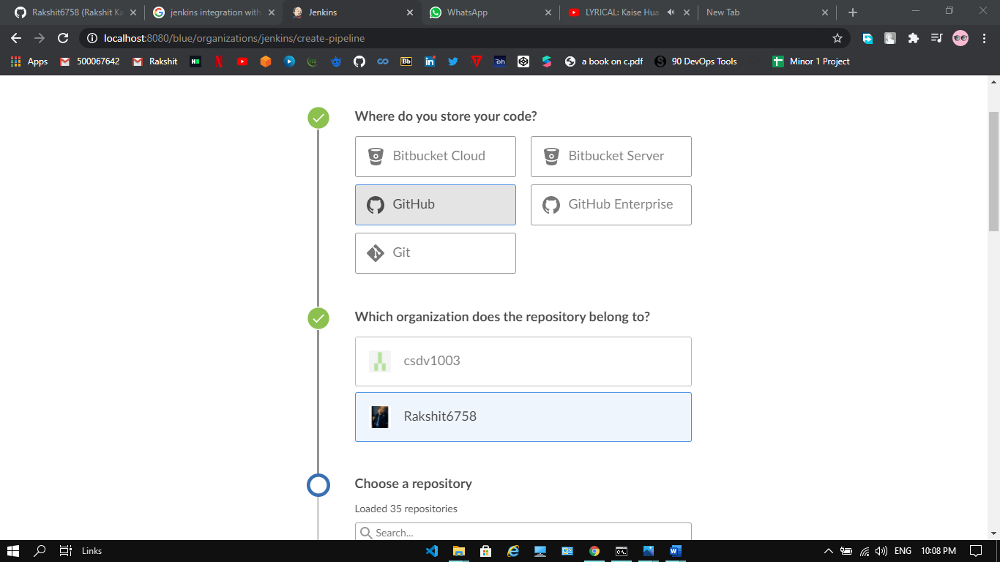 Rakshit6758 (Rakshit Ka
jenkins integration with
Jenkins
WhatsApp
LYRICAL: Kaise Hua
New Tab
localhost:8080/blue/organizations/jenkins/create-pipeline
Apps
500067642
Rakshit
a book on c.pdf
90 DevOps Tools
Minor 1 Project
Where do you store your code?
Bitbucket Cloud
Bitbucket Server
GitHub
GitHub Enterprise
Git
Which organization does the repository belong to?
csdv1003
Rakshit6758
Choose a repository
Loaded 35 repositories
Search...
Links
ENG
10:08 PM